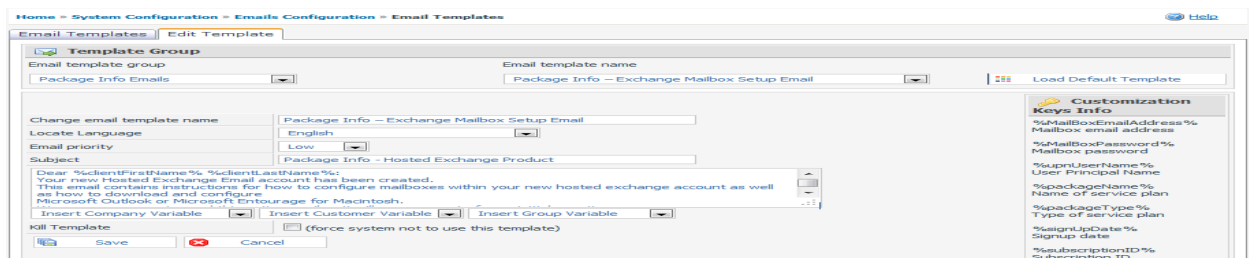 Home » System Configuration » Emails Configuration » Email Templates
Help
Email Templates
Edit Template
Template Group
Email template group
Email template name
Package Info Emails
Package Info – Exchange Mailbox Setup Email
Load Default Template
Change email template name
Package Info – Exchange Mailbox Setup Email
Locate Language
English
Email priority
Low
Subject
Package Info - Hosted Exchange Product
Dear %clientFirstName% %clientLastName%:
Your new Hosted Exchange Email account has been created.
This email contains instructions for how to configure mailboxes within your new hosted exchange account as well
as how to download and configure
Microsoft Outlook or Microsoft Entourage for Macintosh.
Insert Company Variable
Insert Customer Variable
Insert Group Variable
Kill Template
(force system not to use this template)
Save
Cancel
Customization
Keys Info
%MailBoxEmailAddress%
Mailbox email address
%MailBoxPassword%
Mailbox password
%upnUserName%
User Principal Name
%packageName%
Name of service plan
%packageType%
Type of service plan
%signUpDate%
Signup date
%subscriptionID%
Subscription ID